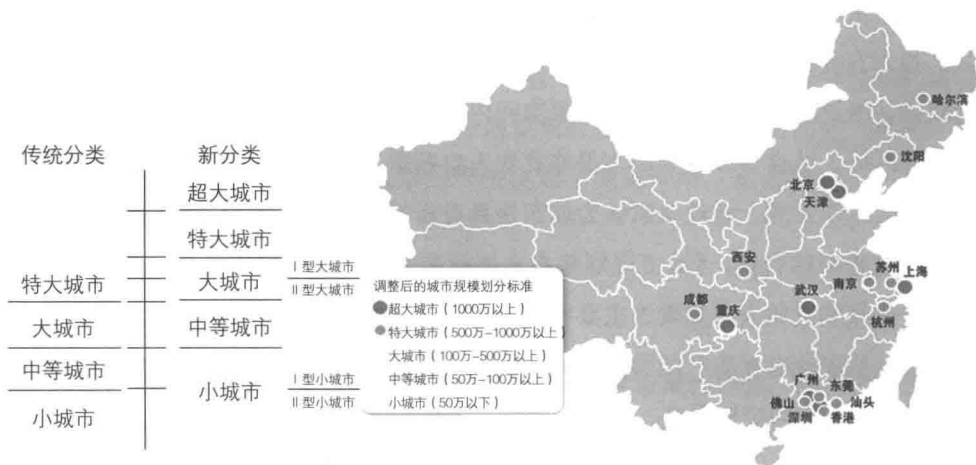 传统分类
新分类
超大城市
特大城市
特大城市
大城市
Ⅰ型大城市
Ⅱ型大城市
大城市
中等城市
中等城市
小城市
Ⅰ型小城市
Ⅱ型小城市
小城市
调整后的城市规模划分标准
超大城市（1000万以上）
特大城市（500万-1000万以上）
大城市（100万-500万以上）
中等城市（50万-100万以上）
小城市（50万以下）
哈尔滨
沈阳
北京
天津
西安
苏州
上海
南京
成都
重庆
武汉
杭州
广州
东莞
佛山
汕头
深圳
香港